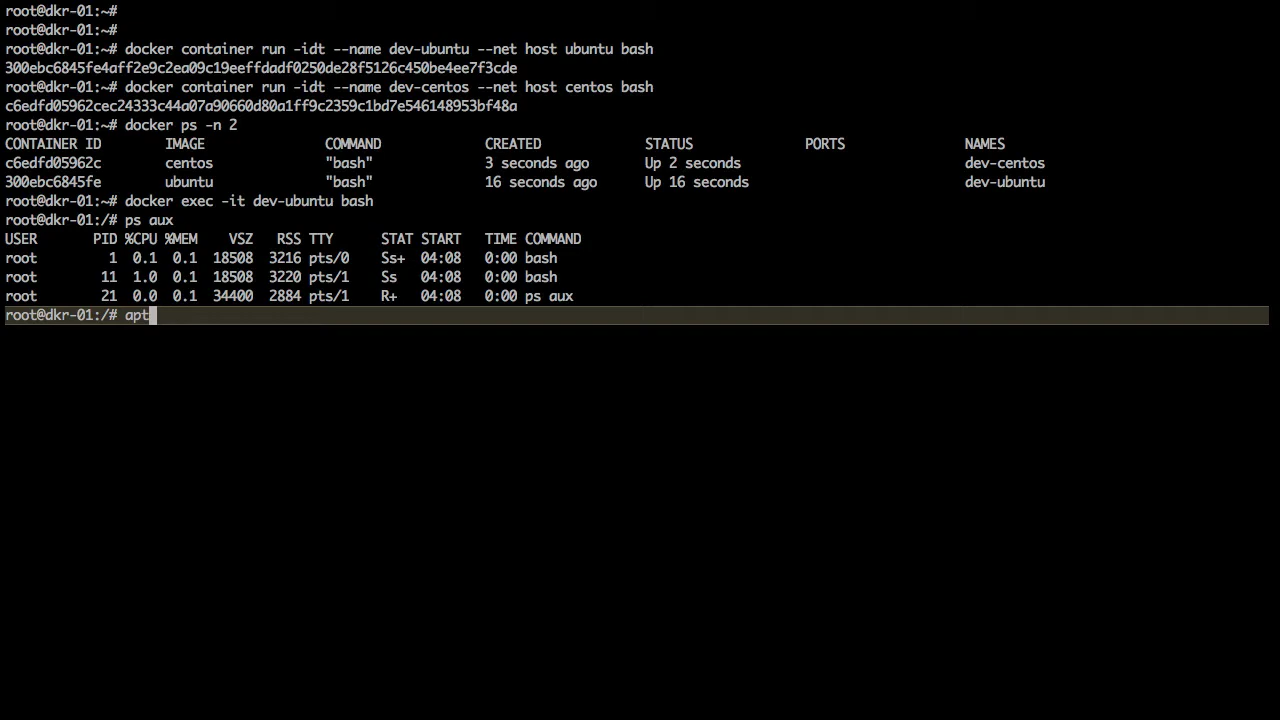 root@dkr-01:~#
root@dkr-01:~#
root@dkr-01:~# docker container run -idt --name dev-ubuntu --net host ubuntu bash
300ebc6845fe4aff2e9c2ea09c19eeffdadf0250de28f5126c450be4ee7f3cde
root@dkr-01:~# docker container run -idt --name dev-centos --net host centos bash
c6edfd05962cec24333c44a07a90660d80a1ff9c2359c1bd7e546148953bf48a
root@dkr-01:~# docker ps -n 2
CONTAINER ID        IMAGE               COMMAND             CREATED             STATUS              PORTS               NAMES
c6edfd05962c        centos              "bash"              3 seconds ago       Up 2 seconds                            dev-centos
300ebc6845fe        ubuntu              "bash"              16 seconds ago      Up 16 seconds                           dev-ubuntu
root@dkr-01:~# docker exec -it dev-ubuntu bash
root@dkr-01:/# ps aux
USER       PID %CPU %MEM    VSZ   RSS TTY      STAT START   TIME COMMAND
root         1  0.1  0.1  18508  3216 pts/0    Ss+  04:08   0:00 bash
root        11  1.0  0.1  18508  3220 pts/1    Ss   04:08   0:00 bash
root        21  0.0  0.1  34400  2884 pts/1    R+   04:08   0:00 ps aux
root@dkr-01:/# apt